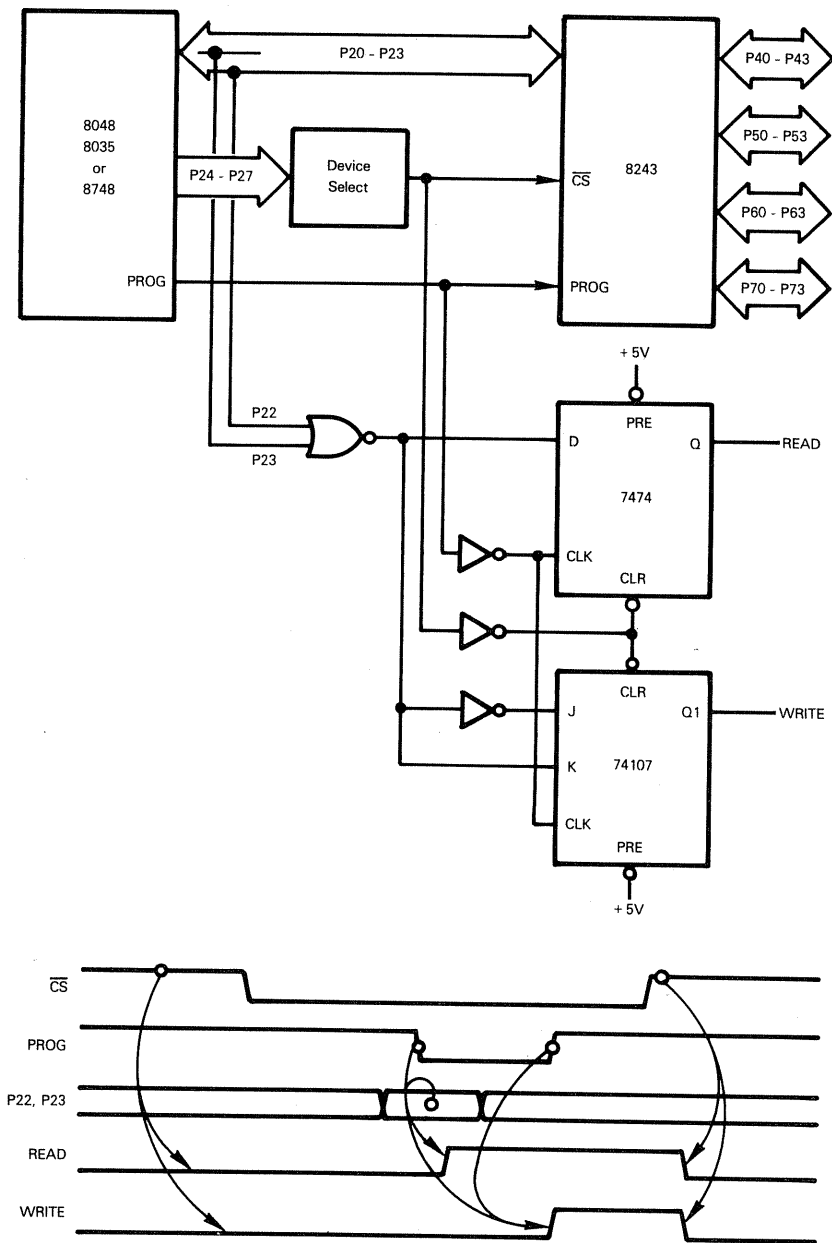 P20 - P23
P40 - P43
8048
8035
or
8748
Device
Select
P50 - P53
P24 - P27
CS
8243
P60 - P63
PROG
PROG
P70 - P73
+ 5V
P22
PRE
D
Q
READ
P23
7474
CLK
CLR
CLR
J
Q1
WRITE
74107
K
CLK
PRE
+ 5V
CS
PROG
P22, P23
READ
WRITE